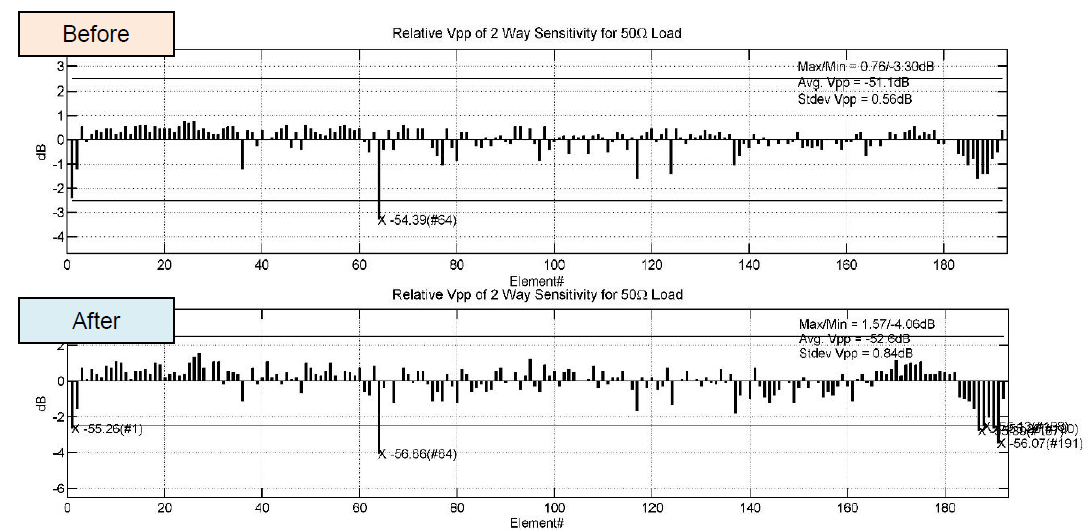 Before
Relative Vpp of 2 Way Sensitivity for 50Ω Load
Max/Min = 0.76/-3.30dB
Avg. Vpp = -51.1dB
Stdev Vpp = 0.56dB
3
2
1
0
-1
-2
-3
-4
dB
X -54.39(#64)
0 20 40 60 80 100 120 140 160 180
Element#
After
Relative Vpp of 2 Way Sensitivity for 50Ω Load
Max/Min = 1.57/-4.06dB
Avg. Vpp = -52.6dB
Stdev Vpp = 0.84dB
2
0
-2
-4
-6
dB
X -55.26(#1)
X -56.66(#64)
X -56.07(#191)
0 20 40 60 80 100 120 140 160 180
Element#